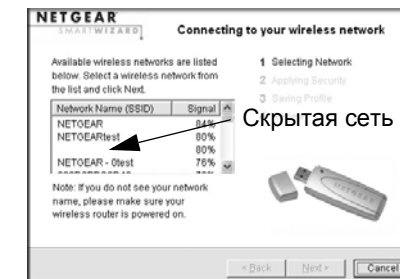 NETGEAR
SMARTWIZARD
Connecting to your wireless network
Available wireless networks are listed
below. Select a wireless network from
the list and click Next.
Network Name (SSID) Signal
NETGEAR 84%
NETGEARtest 80%
80%
NETGEAR - 0test 76%
Note: If you do not see your network
name, please make sure your
wireless router is powered on.
1 Selecting Network
2 Applying Security
3 Saving Profile
Скрытая сеть
NETGEAR
< Back Next > Cancel